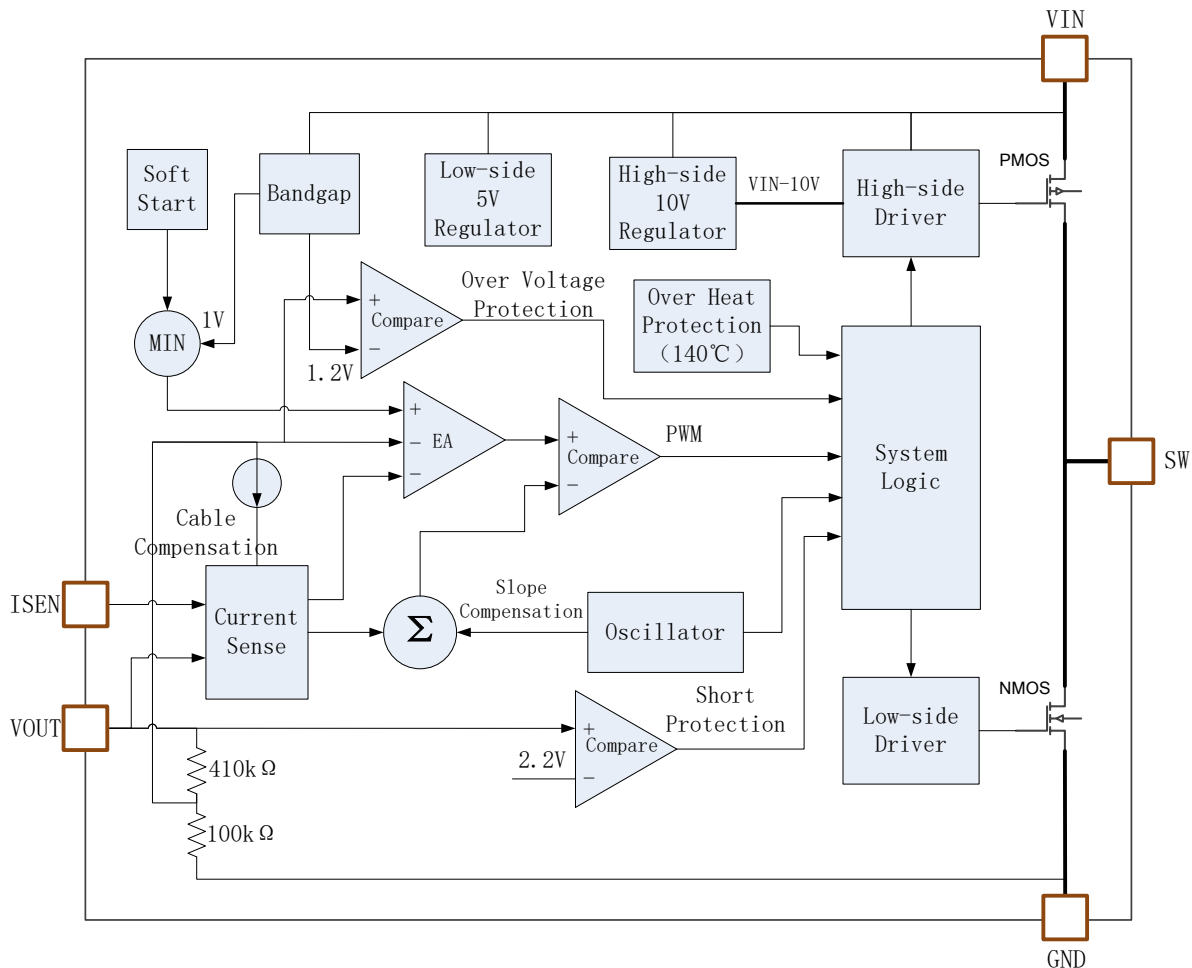 VIN
Soft
Start
Bandgap
Low-side
5V
Regulator
High-side
10V
Regulator
VIN-10V
High-side
Driver
PMOS
Over Voltage
Protection
Over Heat
Protection
（140℃）
+
Compare
−
1V
MIN
1.2V
+
− EA
−
+
Compare
−
PWM
System
Logic
SW
Cable
Compensation
ISEN
Current
Sense
Σ
Slope
Compensation
Oscillator
VOUT
Short
Protection
+
Compare
−
2.2V
Low-side
Driver
NMOS
410kΩ
100kΩ
GND